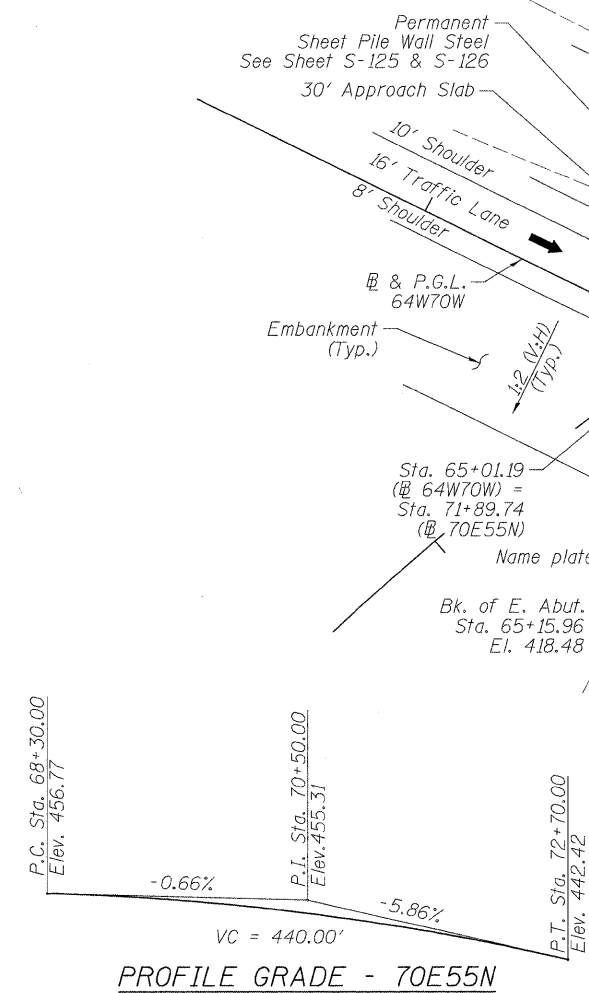 Permanent
Sheet Pile Wall Steel
See Sheet S-125 & S-126
30' Approach Slab
10' Shoulder
16' Traffic Lane
8' Shoulder
℄ & P.G.L.
64W70W
Embankment
(Typ.)
1:2 (V:H)
(Typ.)
Sta. 65+01.19
(℄ 64W70W) =
Sta. 71+89.74
(℄ 70E55N)
Name plate
Bk. of E. Abut.
Sta. 65+15.96
El. 418.48
P.C. Sta. 68+30.00
Elev. 456.77
P.I. Sta. 70+50.00
Elev. 455.31
P.T. Sta. 72+70.00
Elev. 442.42
-0.66%
-5.86%
VC = 440.00'
PROFILE GRADE - 70E55N